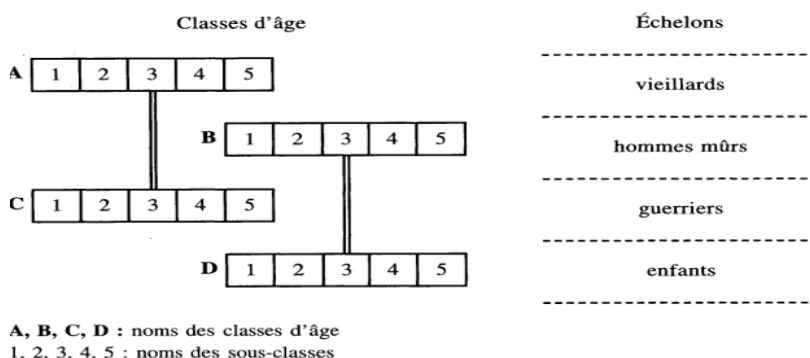 Classes d'âge Échelons
A 1 2 3 4 5
vieillards
B 1 2 3 4 5
hommes mûrs
C 1 2 3 4 5
guerriers
D 1 2 3 4 5
enfants
A, B, C, D : noms des classes d'âge
1, 2, 3, 4, 5 : noms des sous-classes